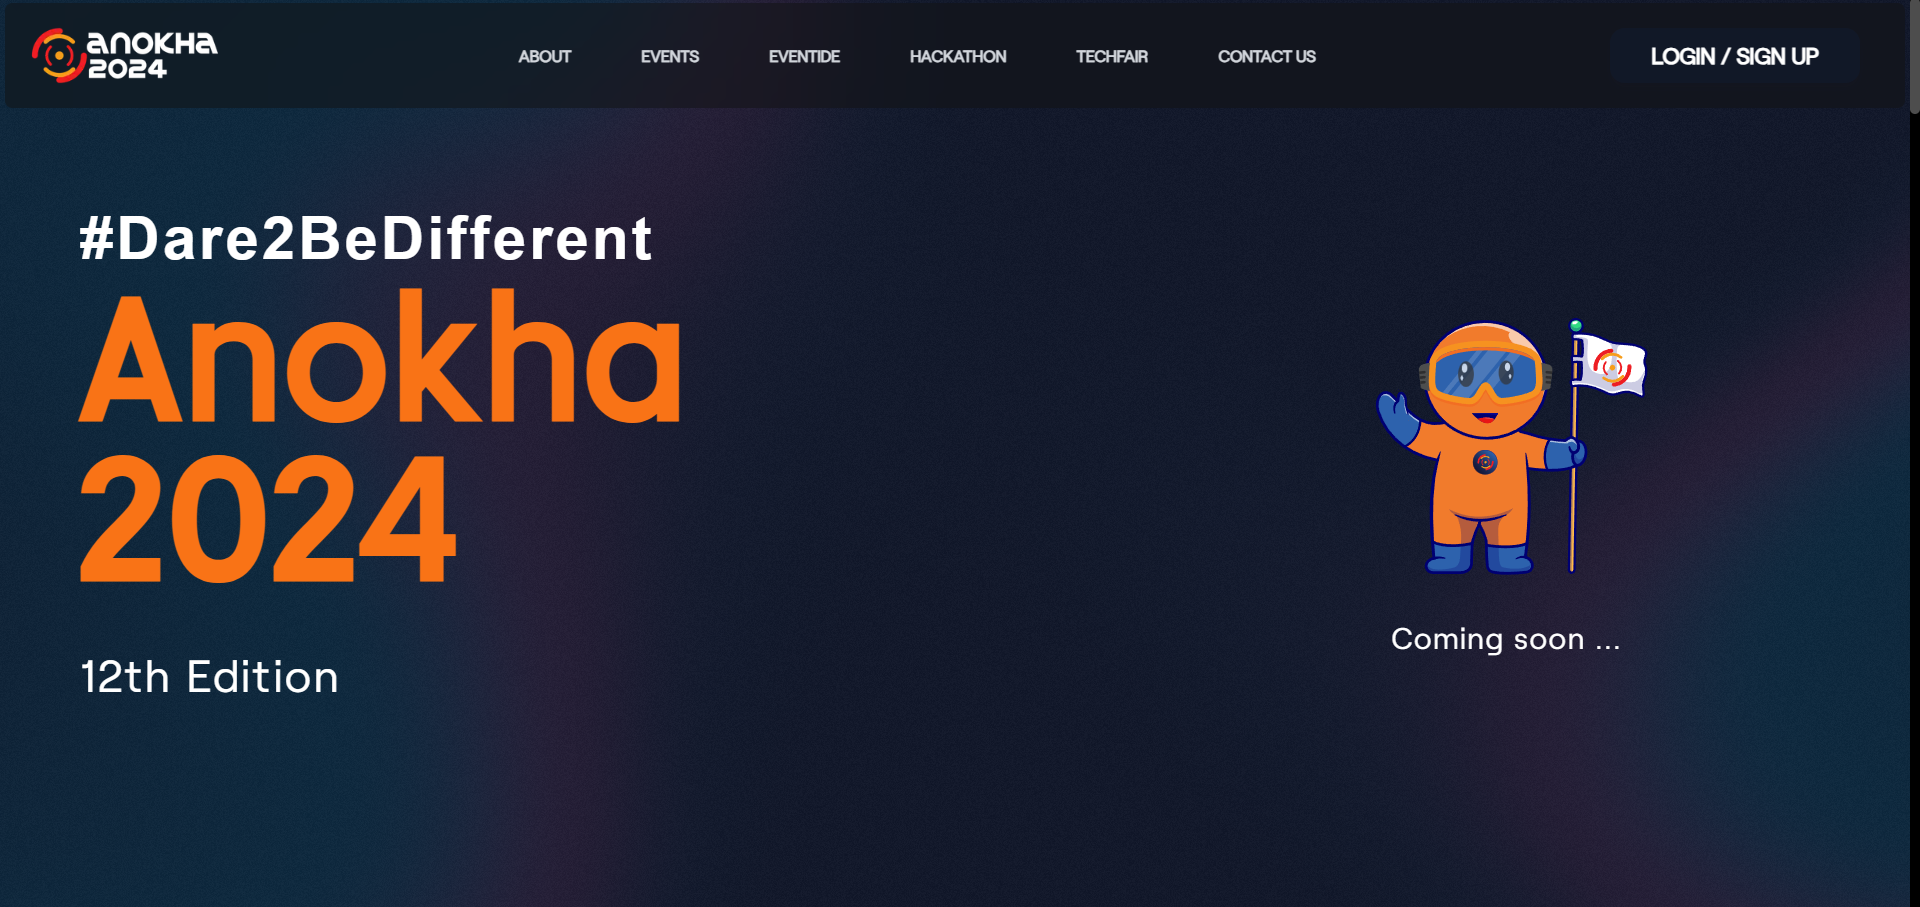 ANOKHA
2024
ABOUT
EVENTS
EVENTIDE
HACKATHON
TECHFAIR
CONTACT US
LOGIN / SIGN UP
#Dare2BeDifferent
Anokha
2024
12th Edition
Coming soon ...